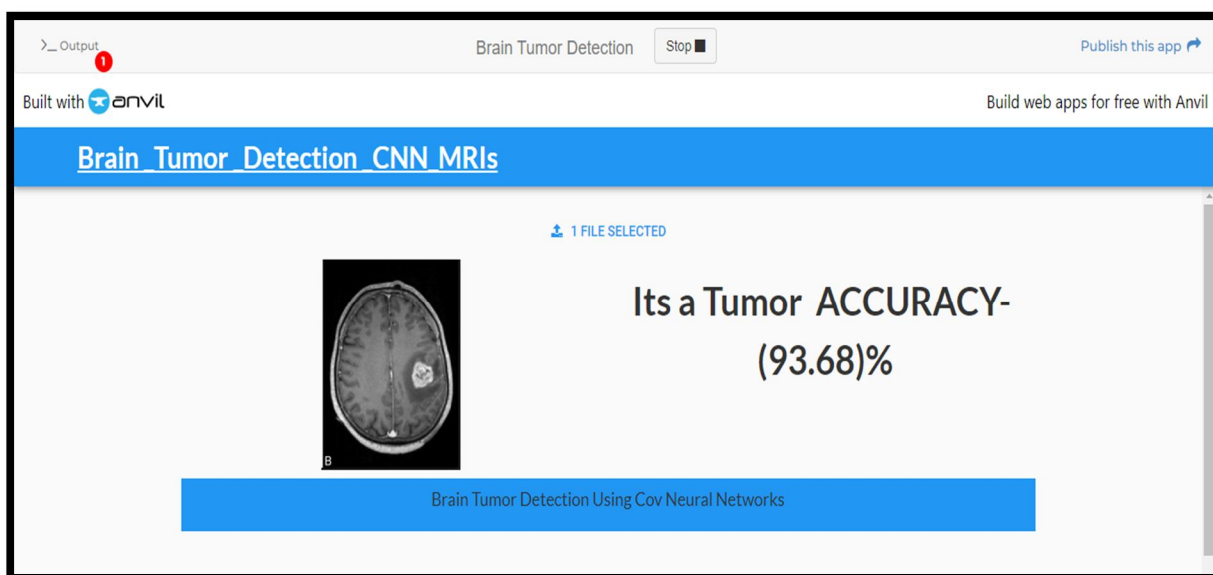 >_ Output
1
Brain Tumor Detection
Stop
Publish this app
Built with anvil
Build web apps for free with Anvil
Brain_Tumor_Detection_CNN_MRIs
1 FILE SELECTED
Its a Tumor ACCURACY-
(93.68)%
B
Brain Tumor Detection Using Cov Neural Networks